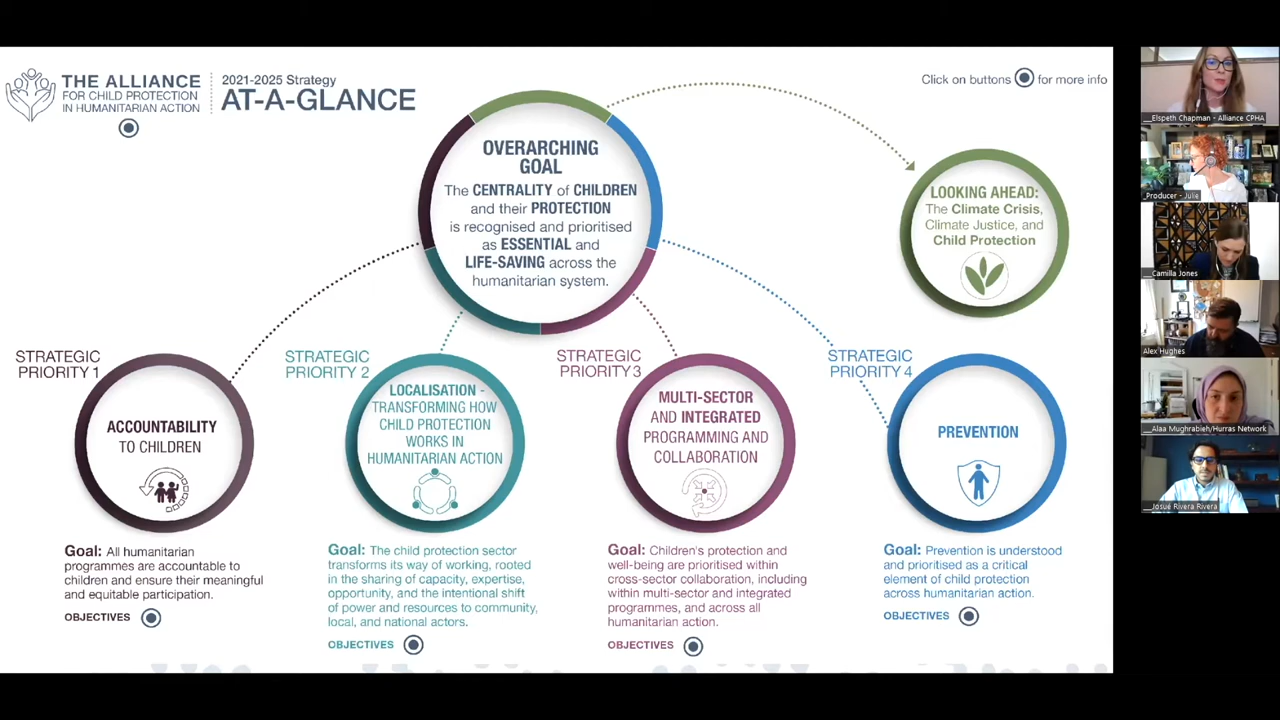 THE ALLIANCE
FOR CHILD PROTECTION
IN HUMANITARIAN ACTION
2021-2025 Strategy
AT-A-GLANCE
Click on buttons for more info
OVERARCHING
GOAL
The CENTRALITY of CHILDREN
and their PROTECTION
is recognised and prioritised
as ESSENTIAL and
LIFE-SAVING across the
humanitarian system.
LOOKING AHEAD:
The Climate Crisis,
Climate Justice, and
Child Protection
STRATEGIC
PRIORITY 1
ACCOUNTABILITY
TO CHILDREN
Goal: All humanitarian
programmes are accountable to
children and ensure their meaningful
and equitable participation.
OBJECTIVES
STRATEGIC
PRIORITY 2
LOCALISATION -
TRANSFORMING HOW
CHILD PROTECTION
WORKS IN
HUMANITARIAN ACTION
Goal: The child protection sector
transforms its way of working, rooted
in the sharing of capacity, expertise,
opportunity, and the intentional shift
of power and resources to community,
local, and national actors.
OBJECTIVES
STRATEGIC
PRIORITY 3
MULTI-SECTOR
AND INTEGRATED
PROGRAMMING AND
COLLABORATION
Goal: Children's protection and
well-being are prioritised within
cross-sector collaboration, including
within multi-sector and integrated
programmes, and across all
humanitarian action.
OBJECTIVES
STRATEGIC
PRIORITY 4
PREVENTION
Goal: Prevention is understood
and prioritised as a critical
element of child protection
across humanitarian action.
OBJECTIVES
__Elspeth Chapman - Alliance CPHA
_Producer - Julie
__Camilla Jones
Alex Hughes
__Alaa Mughrabieh/Hurras Network
__Josué Rivera Rivera